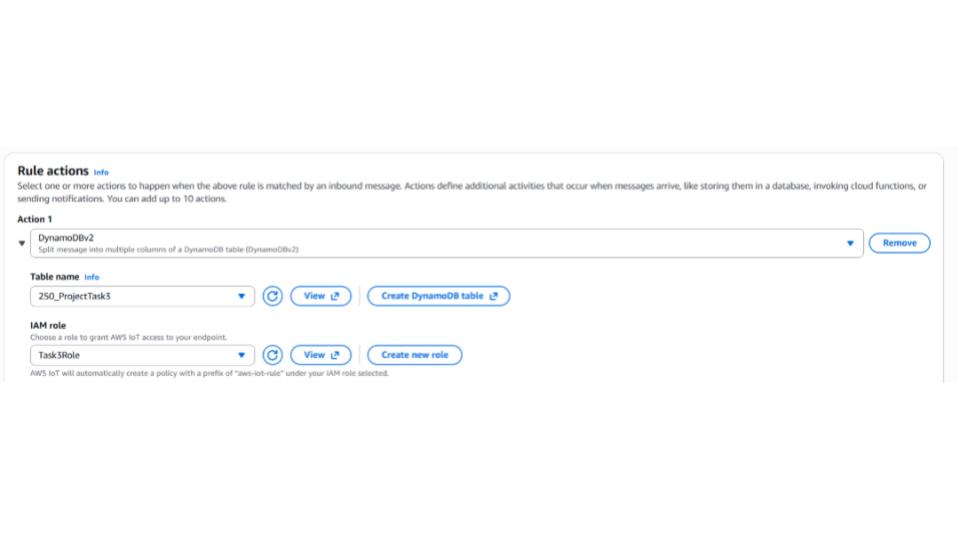 Rule actions Info
Select one or more actions to happen when the above rule is matched by an inbound message. Actions define additional activities that occur when messages arrive, like storing them in a database, invoking cloud functions, or
sending notifications. You can add up to 10 actions.
Action 1
DynamoDBv2
Split message into multiple columns of a DynamoDB table (DynamoDBv2)
Remove
Table name Info
250_ProjectTask3
View
Create DynamoDB table
IAM role
Choose a role to grant AWS IoT access to your endpoint.
Task3Role
View
Create new role
AWS IoT will automatically create a policy with a prefix of "aws-iot-rule" under your IAM role selected.